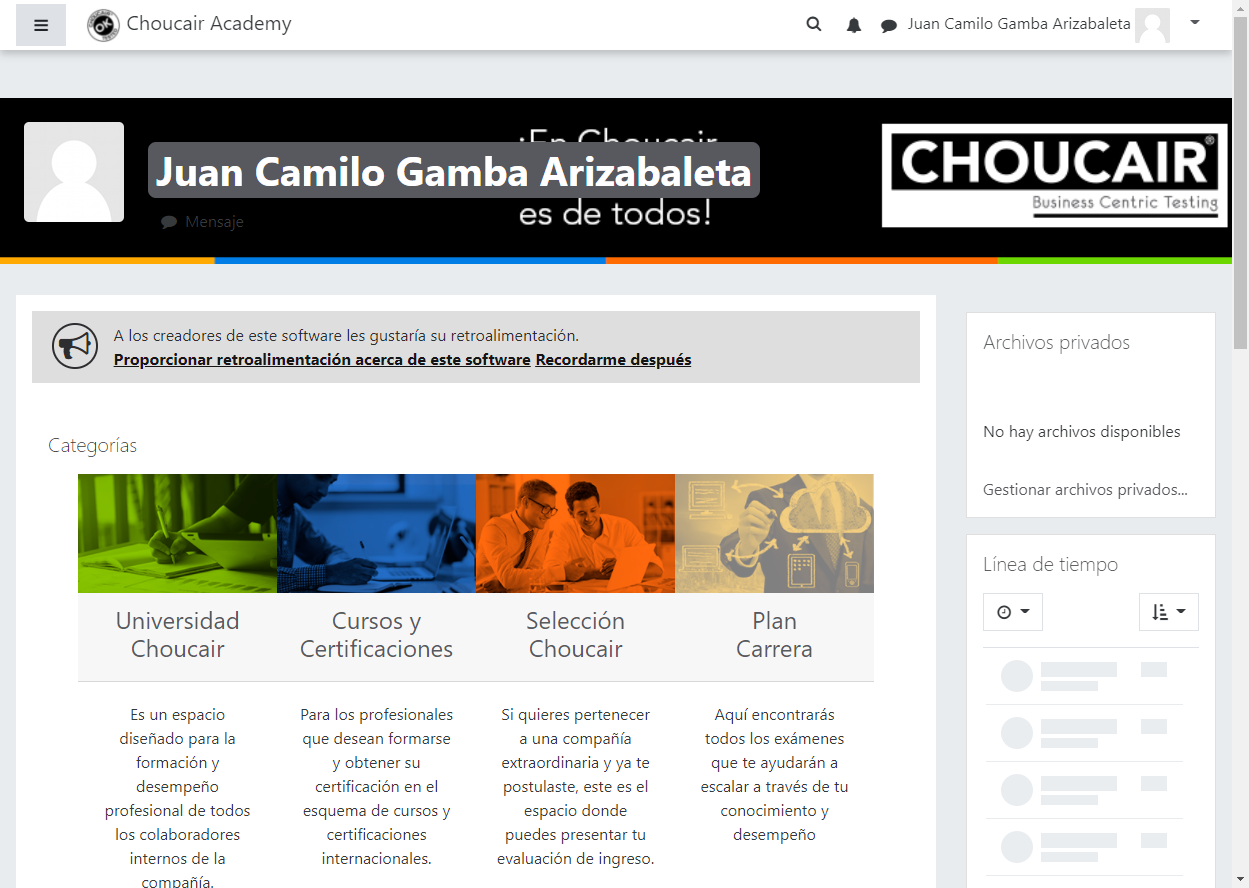 Choucair Academy
Juan Camilo Gamba Arizabaleta
¡En Choucair
Juan Camilo Gamba Arizabaleta
es de todos!
Mensaje
CHOUCAIR®
Business Centric Testing
A los creadores de este software les gustaría su retroalimentación.
Proporcionar retroalimentación acerca de este software Recordarme después
Categorías
Universidad
Choucair
Es un espacio
diseñado para la
formación y
desempeño
profesional de todos
los colaboradores
internos de la
compañía.
Cursos y
Certificaciones
Para los profesionales
que desean formarse
y obtener su
certificación en el
esquema de cursos y
certificaciones
internacionales.
Selección
Choucair
Si quieres pertenecer
a una compañía
extraordinaria y ya te
postulaste, este es el
espacio donde
puedes presentar tu
evaluación de ingreso.
Plan
Carrera
Aquí encontrarás
todos los exámenes
que te ayudarán a
escalar a través de tu
conocimiento y
desempeño
Archivos privados
No hay archivos disponibles
Gestionar archivos privados...
Línea de tiempo